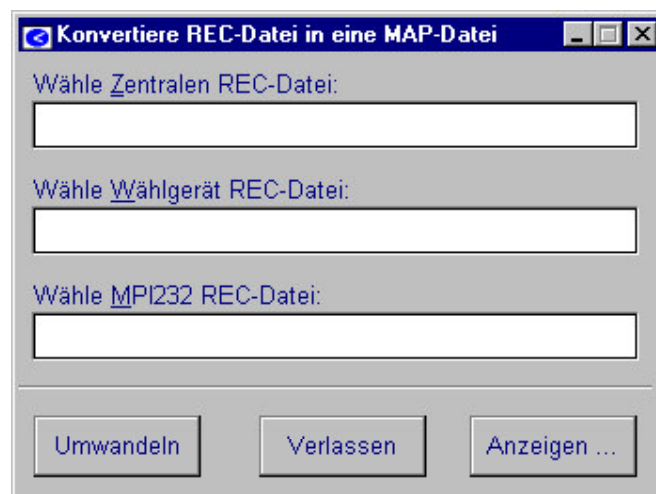 Konvertiere REC-Datei in eine MAP-Datei
Wähle Zentralen REC-Datei:
Wähle Wählgerät REC-Datei:
Wähle MPI232 REC-Datei:
Umwandeln Verlassen Anzeigen ...